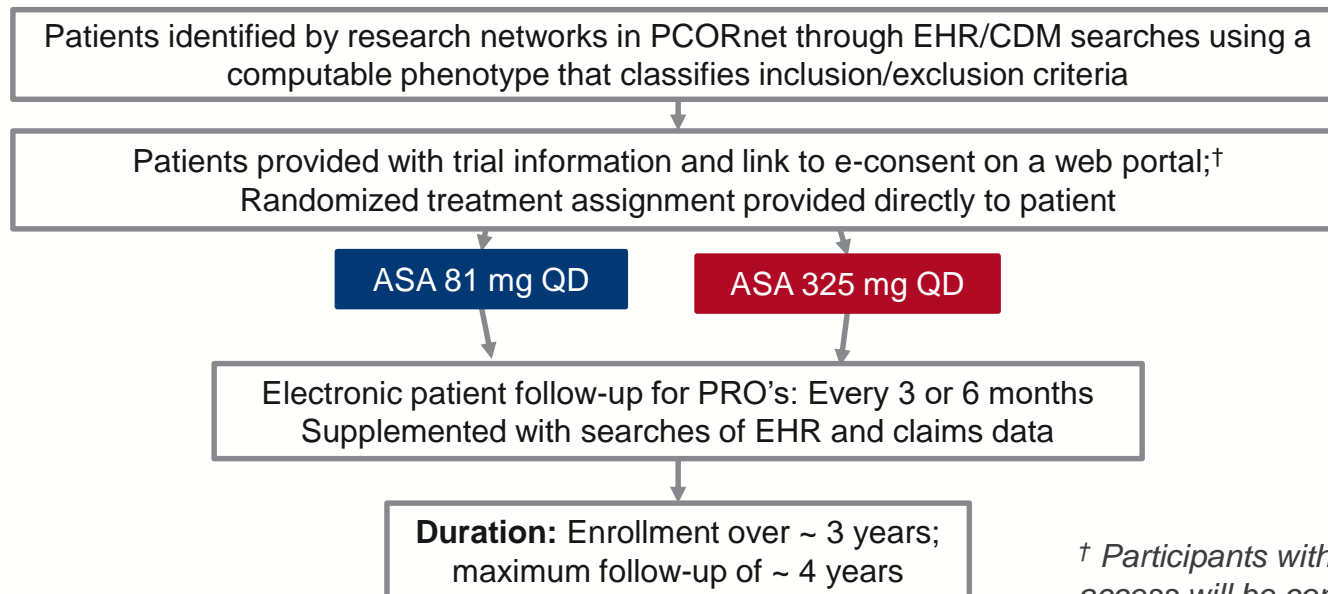 Patients identified by research networks in PCORnet through EHR/CDM searches using a
computable phenotype that classifies inclusion/exclusion criteria
Patients provided with trial information and link to e-consent on a web portal;†
Randomized treatment assignment provided directly to patient
ASA 81 mg QD
ASA 325 mg QD
Electronic patient follow-up for PRO's: Every 3 or 6 months
Supplemented with searches of EHR and claims data
Duration: Enrollment over ~ 3 years;
maximum follow-up of ~ 4 years
† Participants with
access will be